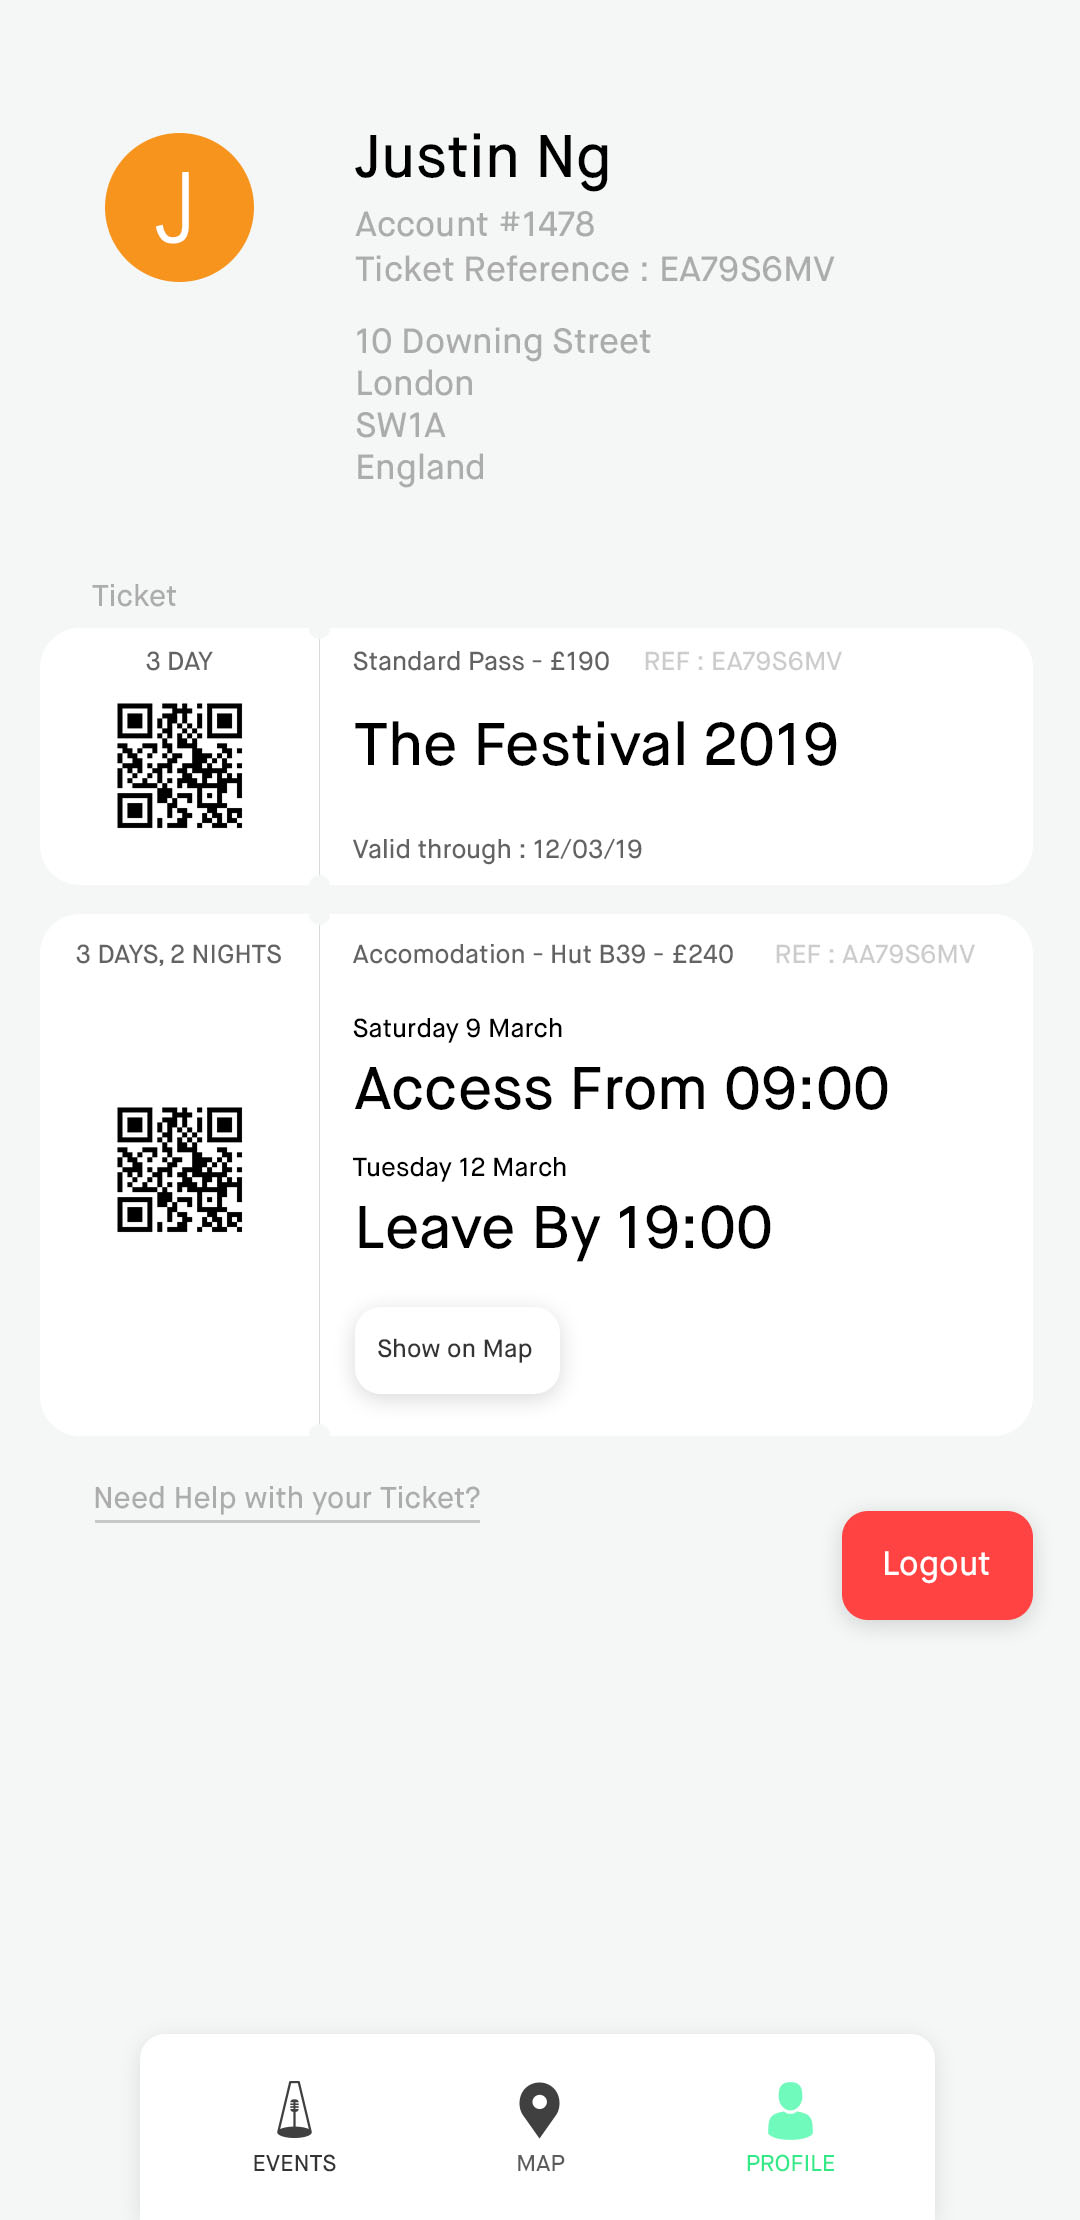 J
Justin Ng
Account #1478
Ticket Reference : EA79S6MV
10 Downing Street
London
SW1A
England
Ticket
3 DAY
Standard Pass - £190 REF : EA79S6MV
The Festival 2019
Valid through : 12/03/19
3 DAYS, 2 NIGHTS
Accomodation - Hut B39 - £240 REF : AA79S6MV
Saturday 9 March
Access From 09:00
Tuesday 12 March
Leave By 19:00
Show on Map
Need Help with your Ticket?
Logout
EVENTS
MAP
PROFILE